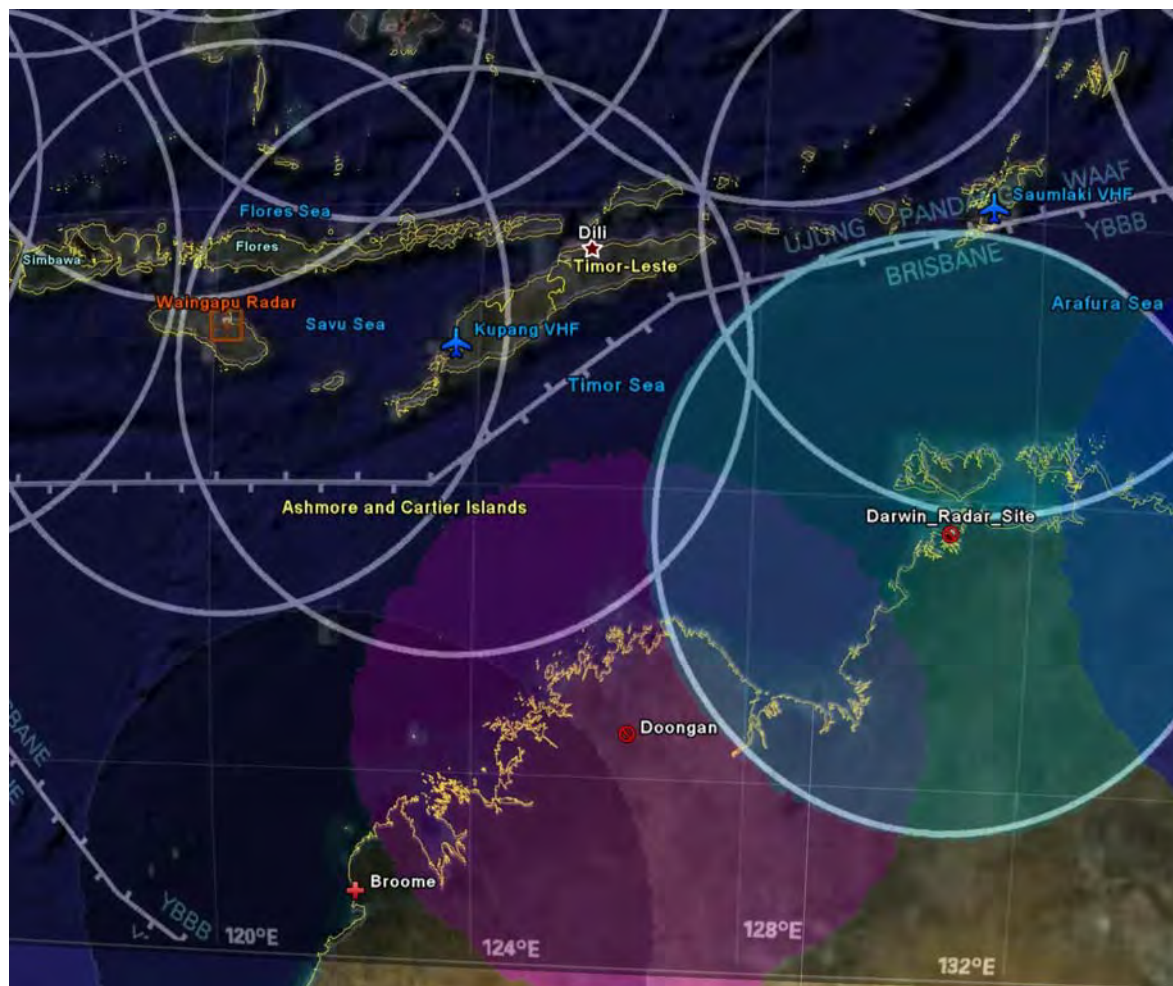 WAAF
Saumlaki VHF
UJUNG PANDANG
YBBB
BRISBANE
Flores Sea
Flores
Simbawa
Dili
Timor-Leste
Arafura Sea
Waingapu Radar
Savu Sea
Kupang VHF
Timor Sea
Ashmore and Cartier Islands
Darwin_Radar_Site
Doongan
Broome
YBBB
120°E
124°E
128°E
132°E